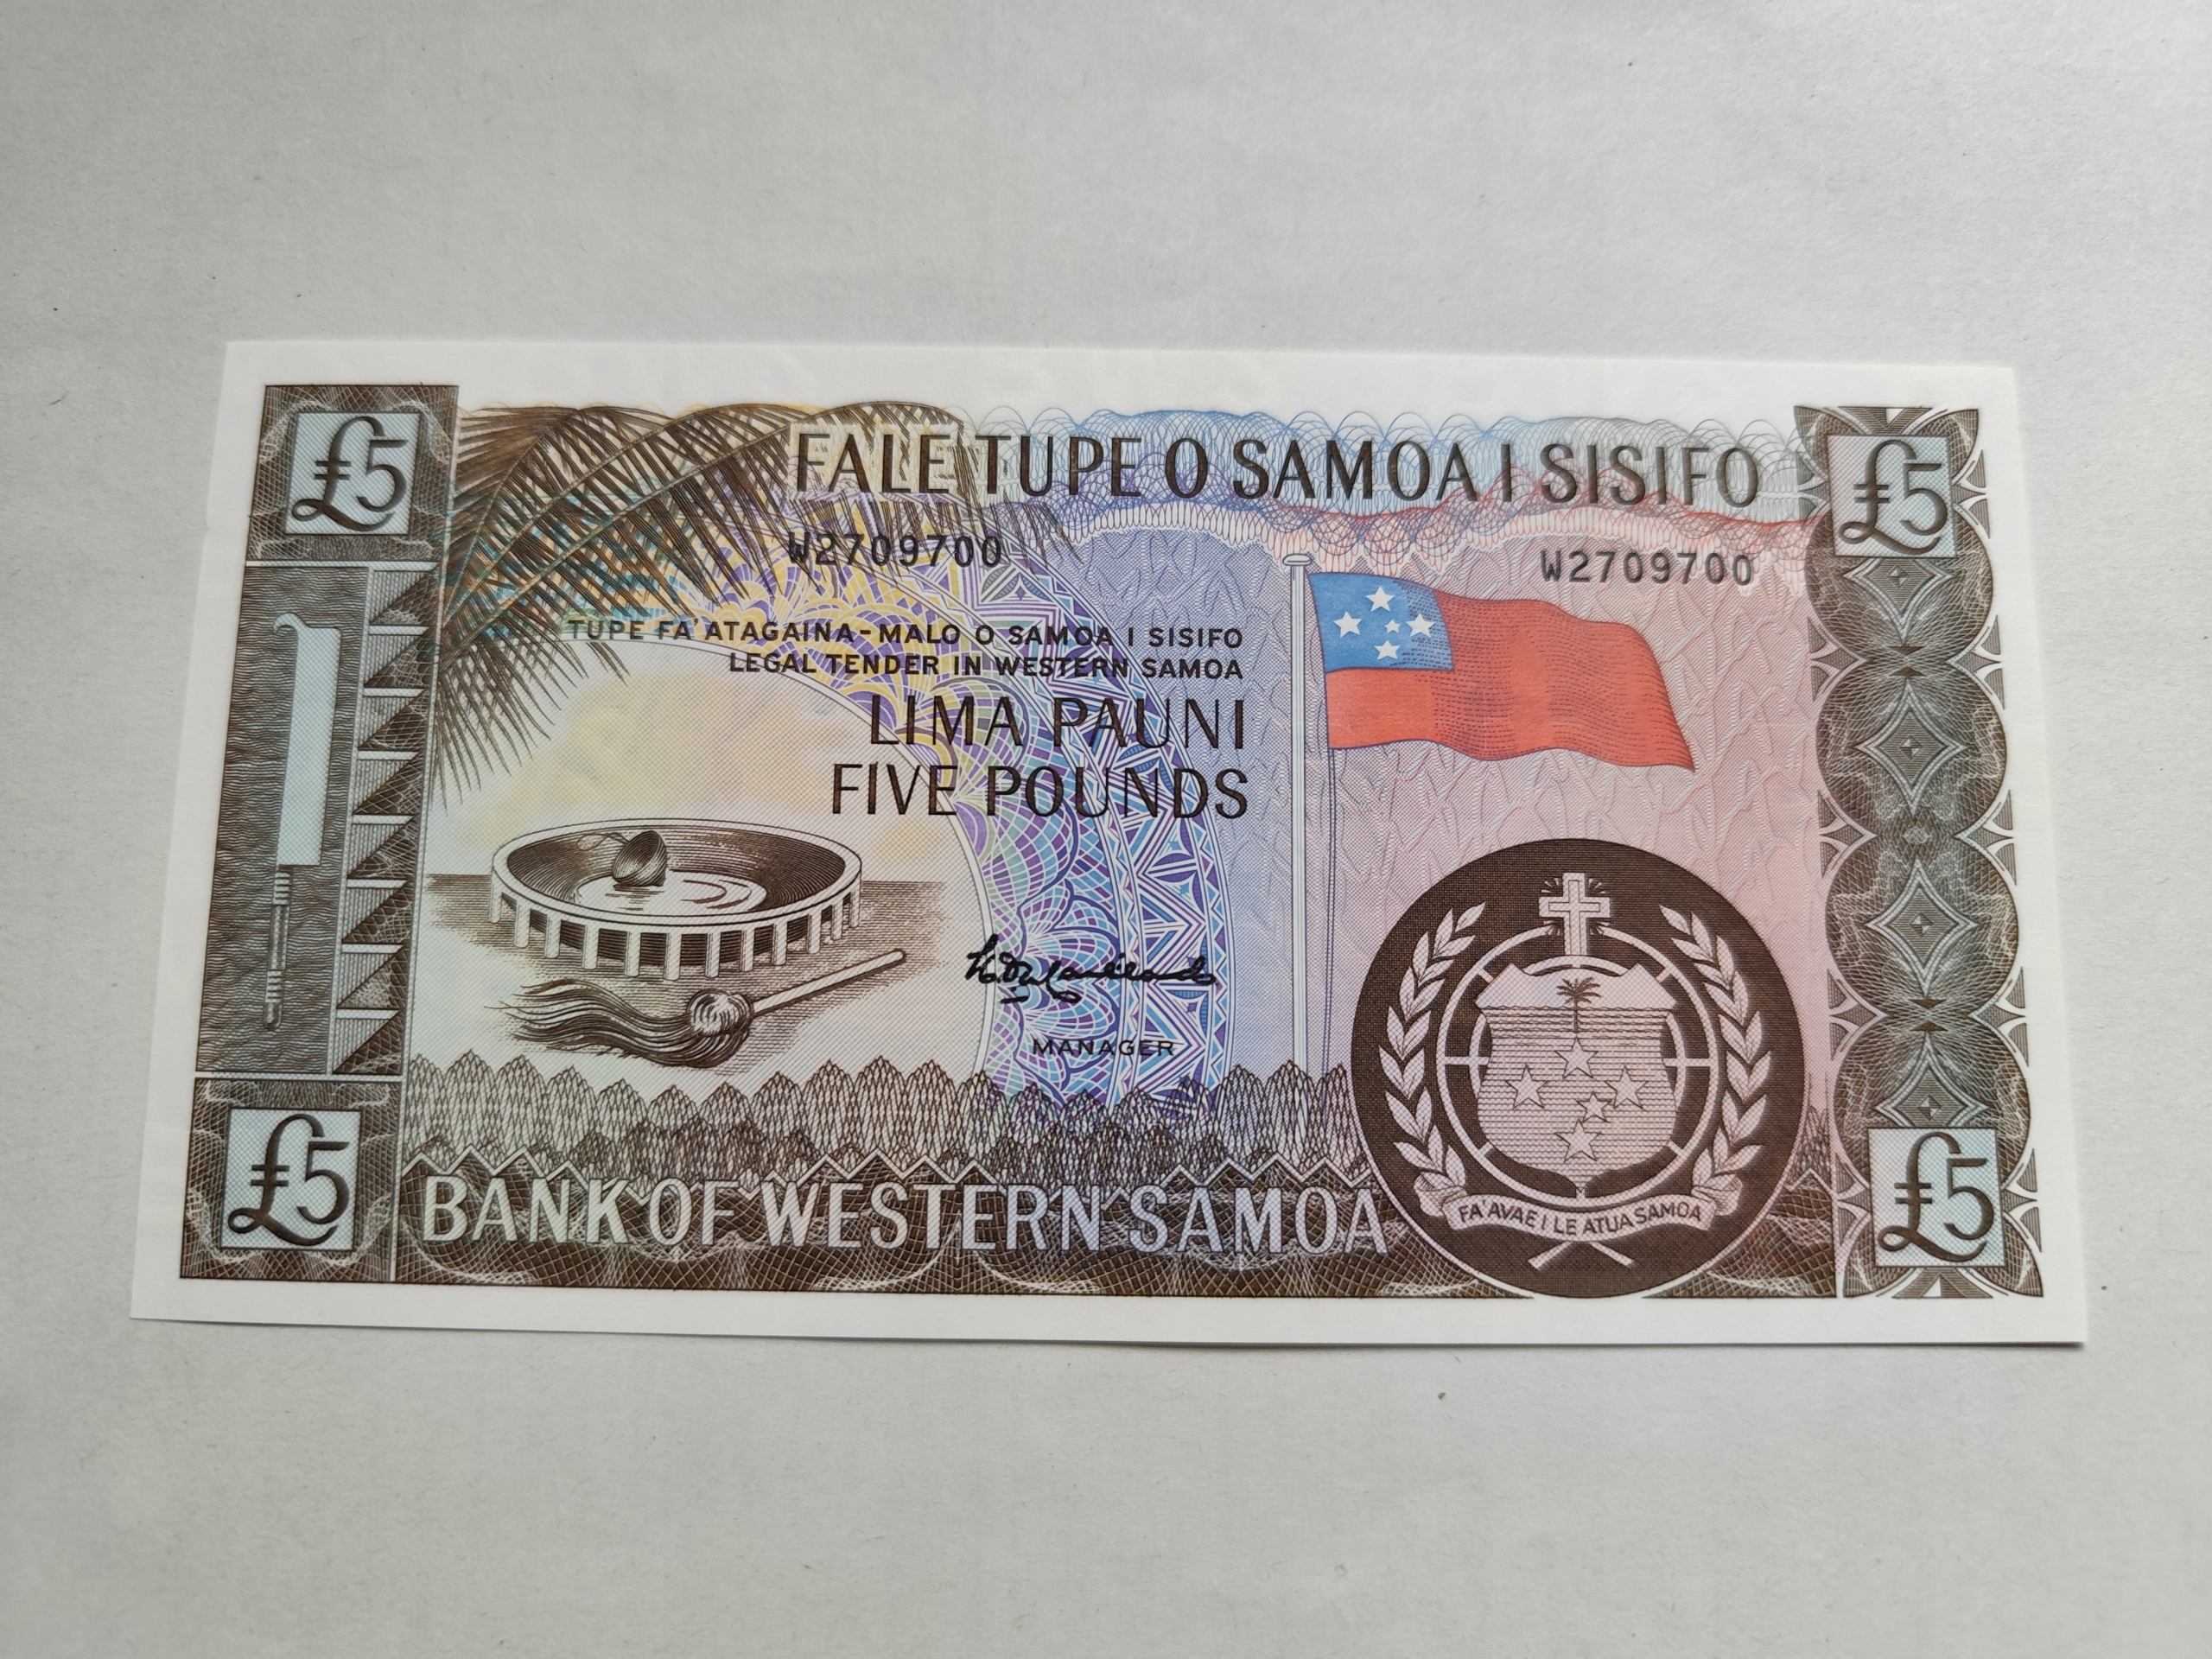 £5
FALE TUPE O SAMOA I SISIFO
£5
W2709700
W2709700
TUPE FA'ATAGAINA-MALO O SAMOA I SISIFO
LEGAL TENDER IN WESTERN SAMOA
LIMA PAUNI
FIVE POUNDS
MANAGER
£5
BANK OF WESTERN SAMOA
FA'AVAE I LE ATUA SAMOA
£5